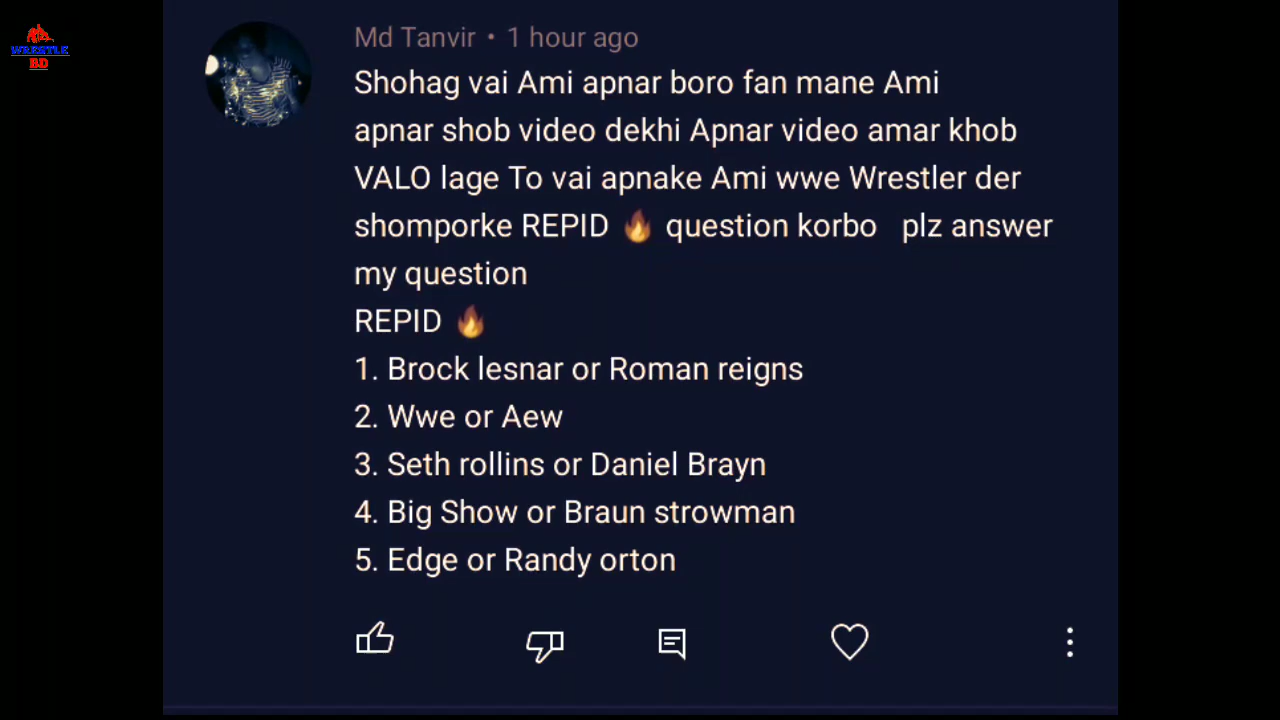 WRESTLE
BD
Md Tanvir • 1 hour ago
Shohag vai Ami apnar boro fan mane Ami
apnar shob video dekhi Apnar video amar khob
VALO lage To vai apnake Ami wwe Wrestler der
shomporke REPID 🔥 question korbo plz answer
my question
REPID 🔥
1. Brock lesnar or Roman reigns
2. Wwe or Aew
3. Seth rollins or Daniel Brayn
4. Big Show or Braun strowman
5. Edge or Randy orton